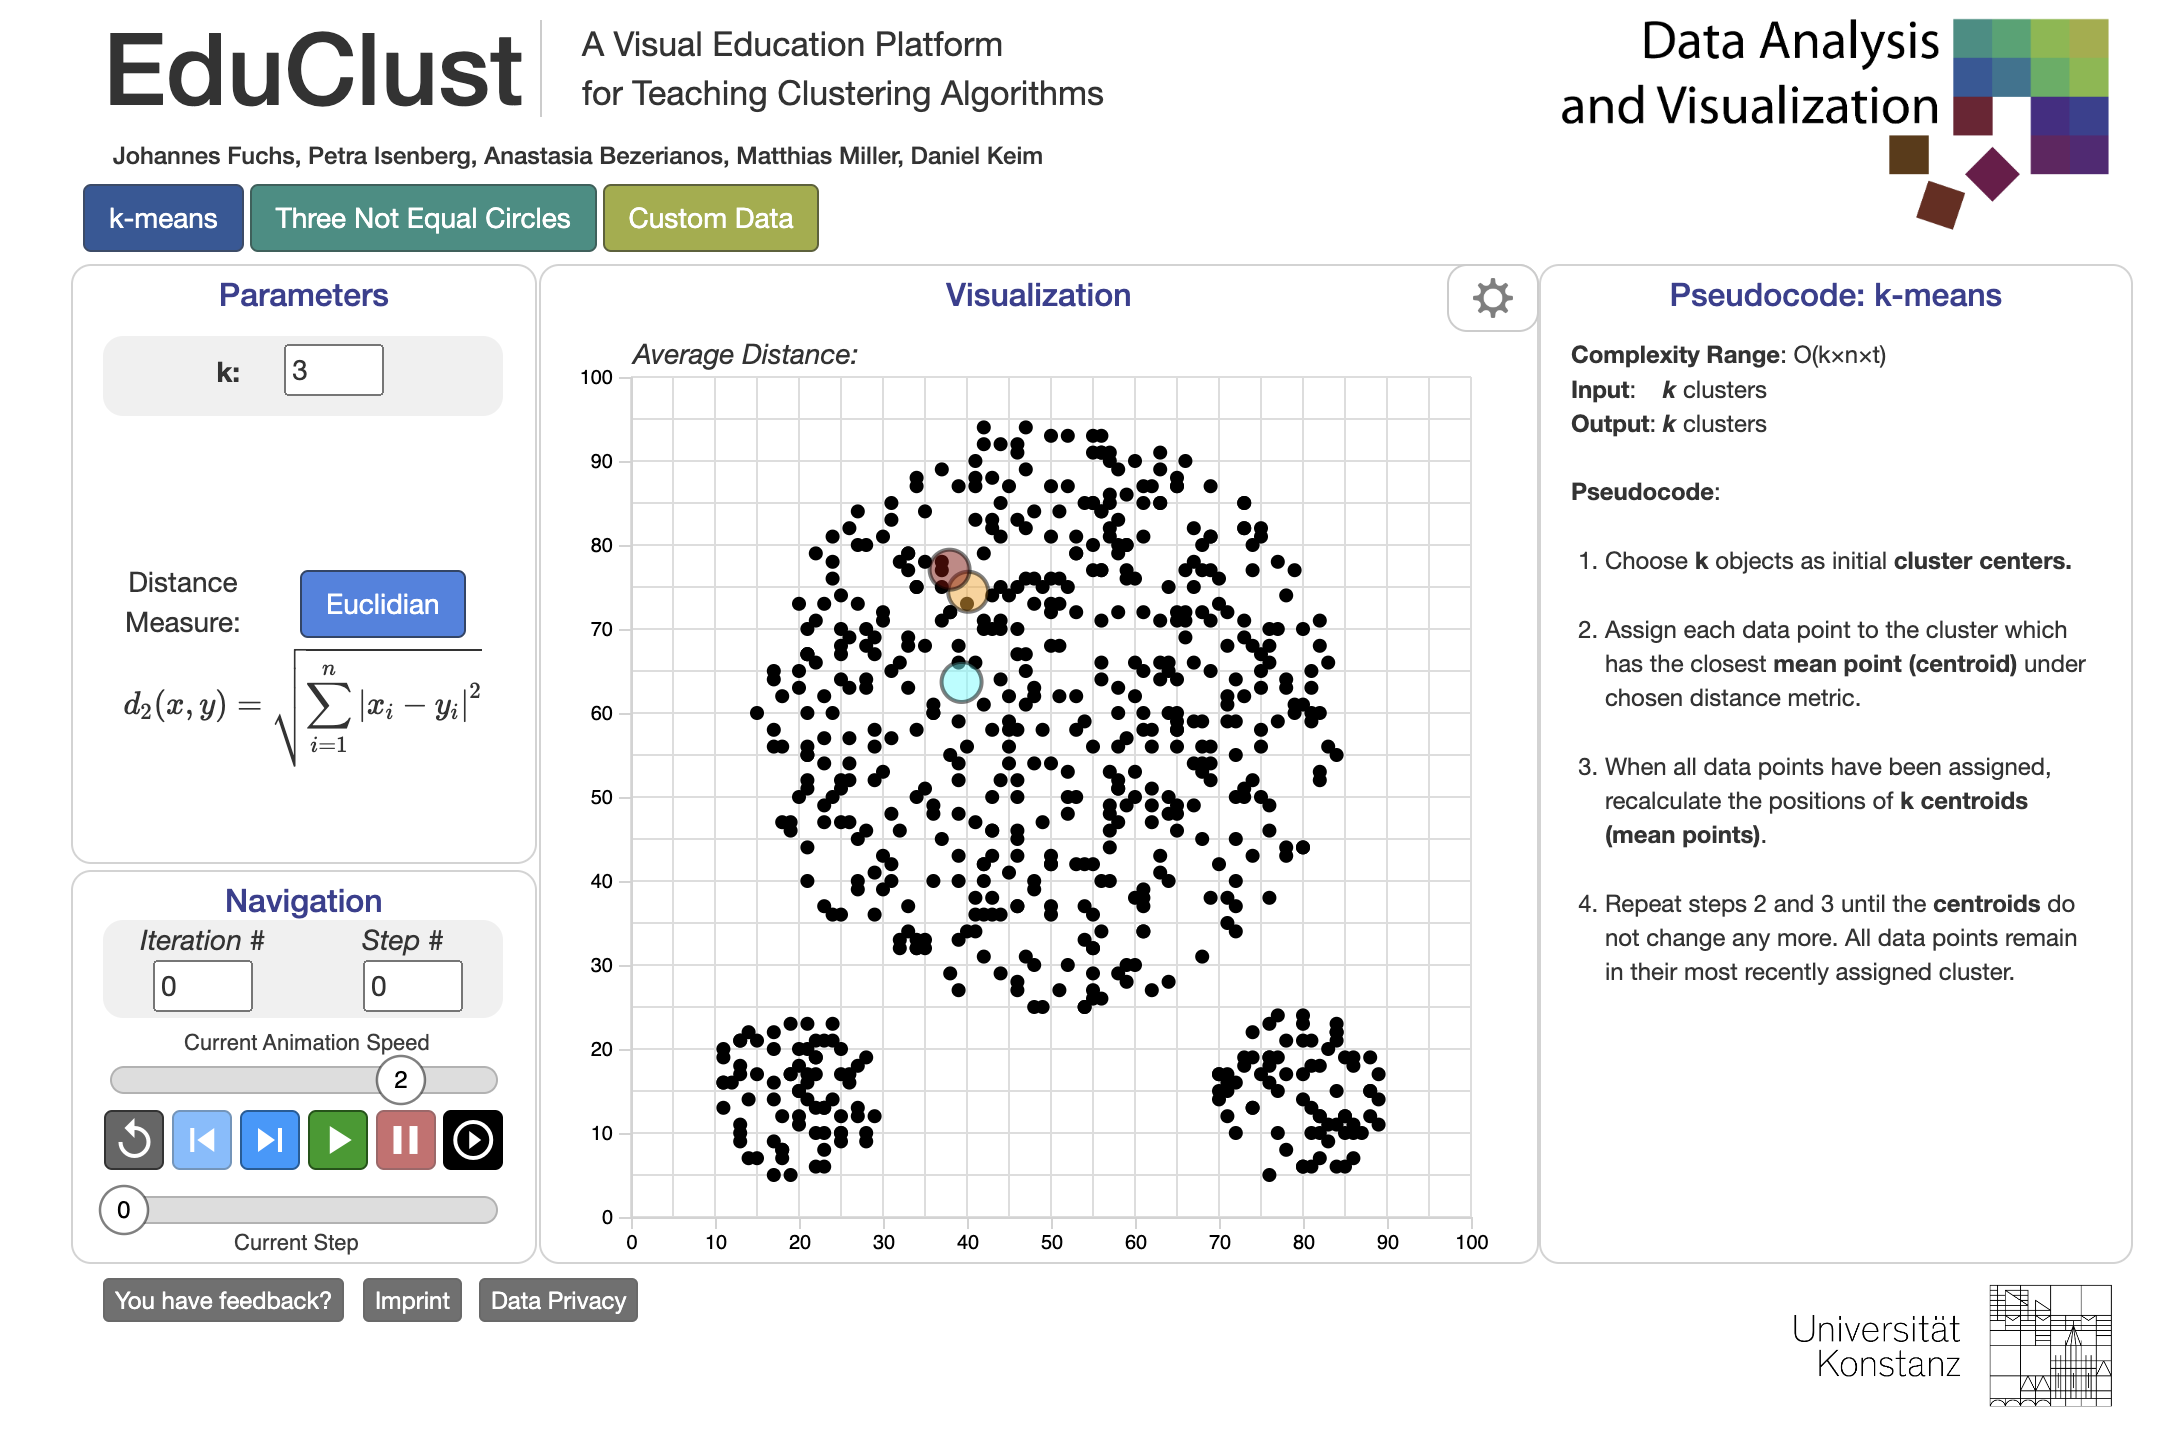 EduClust
A Visual Education Platform
for Teaching Clustering Algorithms
Johannes Fuchs, Petra Isenberg, Anastasia Bezerianos, Matthias Miller, Daniel Keim
Data Analysis
and Visualization
k-means
Three Not Equal Circles
Custom Data
Parameters
k:
3
Distance
Measure:
Euclidian
d₂(x, y) = √∑ⁿᵢ₌₁ |xᵢ − yᵢ|²
Navigation
Iteration #
Step #
0
0
Current Animation Speed
2
0
Current Step
Visualization
Average Distance:
100
90
80
70
60
50
40
30
20
10
0
0 10 20 30 40 50 60 70 80 90 100
Pseudocode: k-means
Complexity Range: O(k×n×t)
Input: k clusters
Output: k clusters
Pseudocode:
1. Choose k objects as initial cluster centers.
2. Assign each data point to the cluster which
has the closest mean point (centroid) under
chosen distance metric.
3. When all data points have been assigned,
recalculate the positions of k centroids
(mean points).
4. Repeat steps 2 and 3 until the centroids do
not change any more. All data points remain
in their most recently assigned cluster.
You have feedback?
Imprint
Data Privacy
Universität
Konstanz